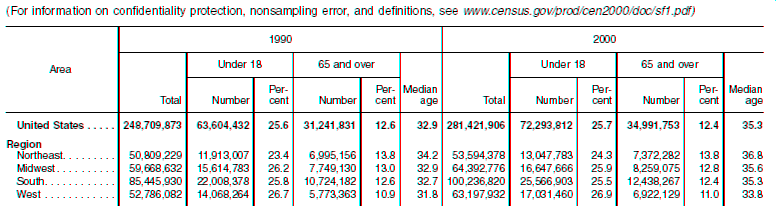 (For information on confidentiality protection, nonsampling error, and definitions, see www.census.gov/prod/cen2000/doc/sf1.pdf)
1990 2000
Area
Under 18 65 and over Under 18 65 and over
Per- Per- Median Per- Per- Median
Total Number cent Number cent age Total Number cent Number cent age
United States . . . . . 248,709,873 63,604,432 25.6 31,241,831 12.6 32.9 281,421,906 72,293,812 25.7 34,991,753 12.4 35.3
Region
Northeast. . . . . . . . . 50,809,229 11,913,007 23.4 6,995,156 13.8 34.2 53,594,378 13,047,783 24.3 7,372,282 13.8 36.8
Midwest. . . . . . . . . . 59,668,632 15,614,783 26.2 7,749,130 13.0 32.9 64,392,776 16,647,666 25.9 8,259,075 12.8 35.6
South. . . . . . . . . . . . 85,445,930 22,008,378 25.8 10,724,182 12.6 32.7 100,236,820 25,566,903 25.5 12,438,267 12.4 35.3
West . . . . . . . . . . . . 52,786,082 14,068,264 26.7 5,773,363 10.9 31.8 63,197,932 17,031,460 26.9 6,922,129 11.0 33.8